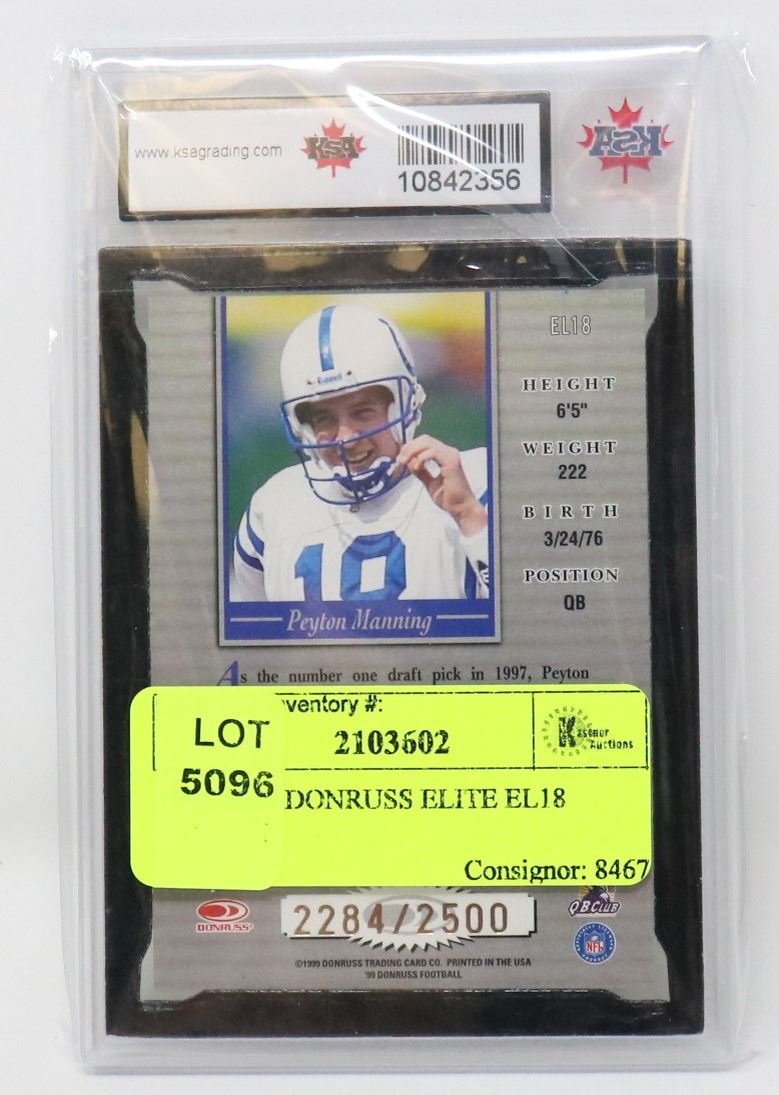 www.ksagrading.com
KSA
10842356
KSA
EL18
HEIGHT
6'5"
WEIGHT
222
BIRTH
3/24/76
POSITION
QB
Riddell
18
Peyton Manning
As the number one draft pick in 1997, Peyton
ventory #:
LOT
2103602
Kastner
Auctions
5096
DONRUSS ELITE EL18
Consignor: 8467
DONRUSS
2284/2500
QB CLUB
NFL
©1999 DONRUSS TRADING CARD CO. PRINTED IN THE USA
'99 DONRUSS FOOTBALL